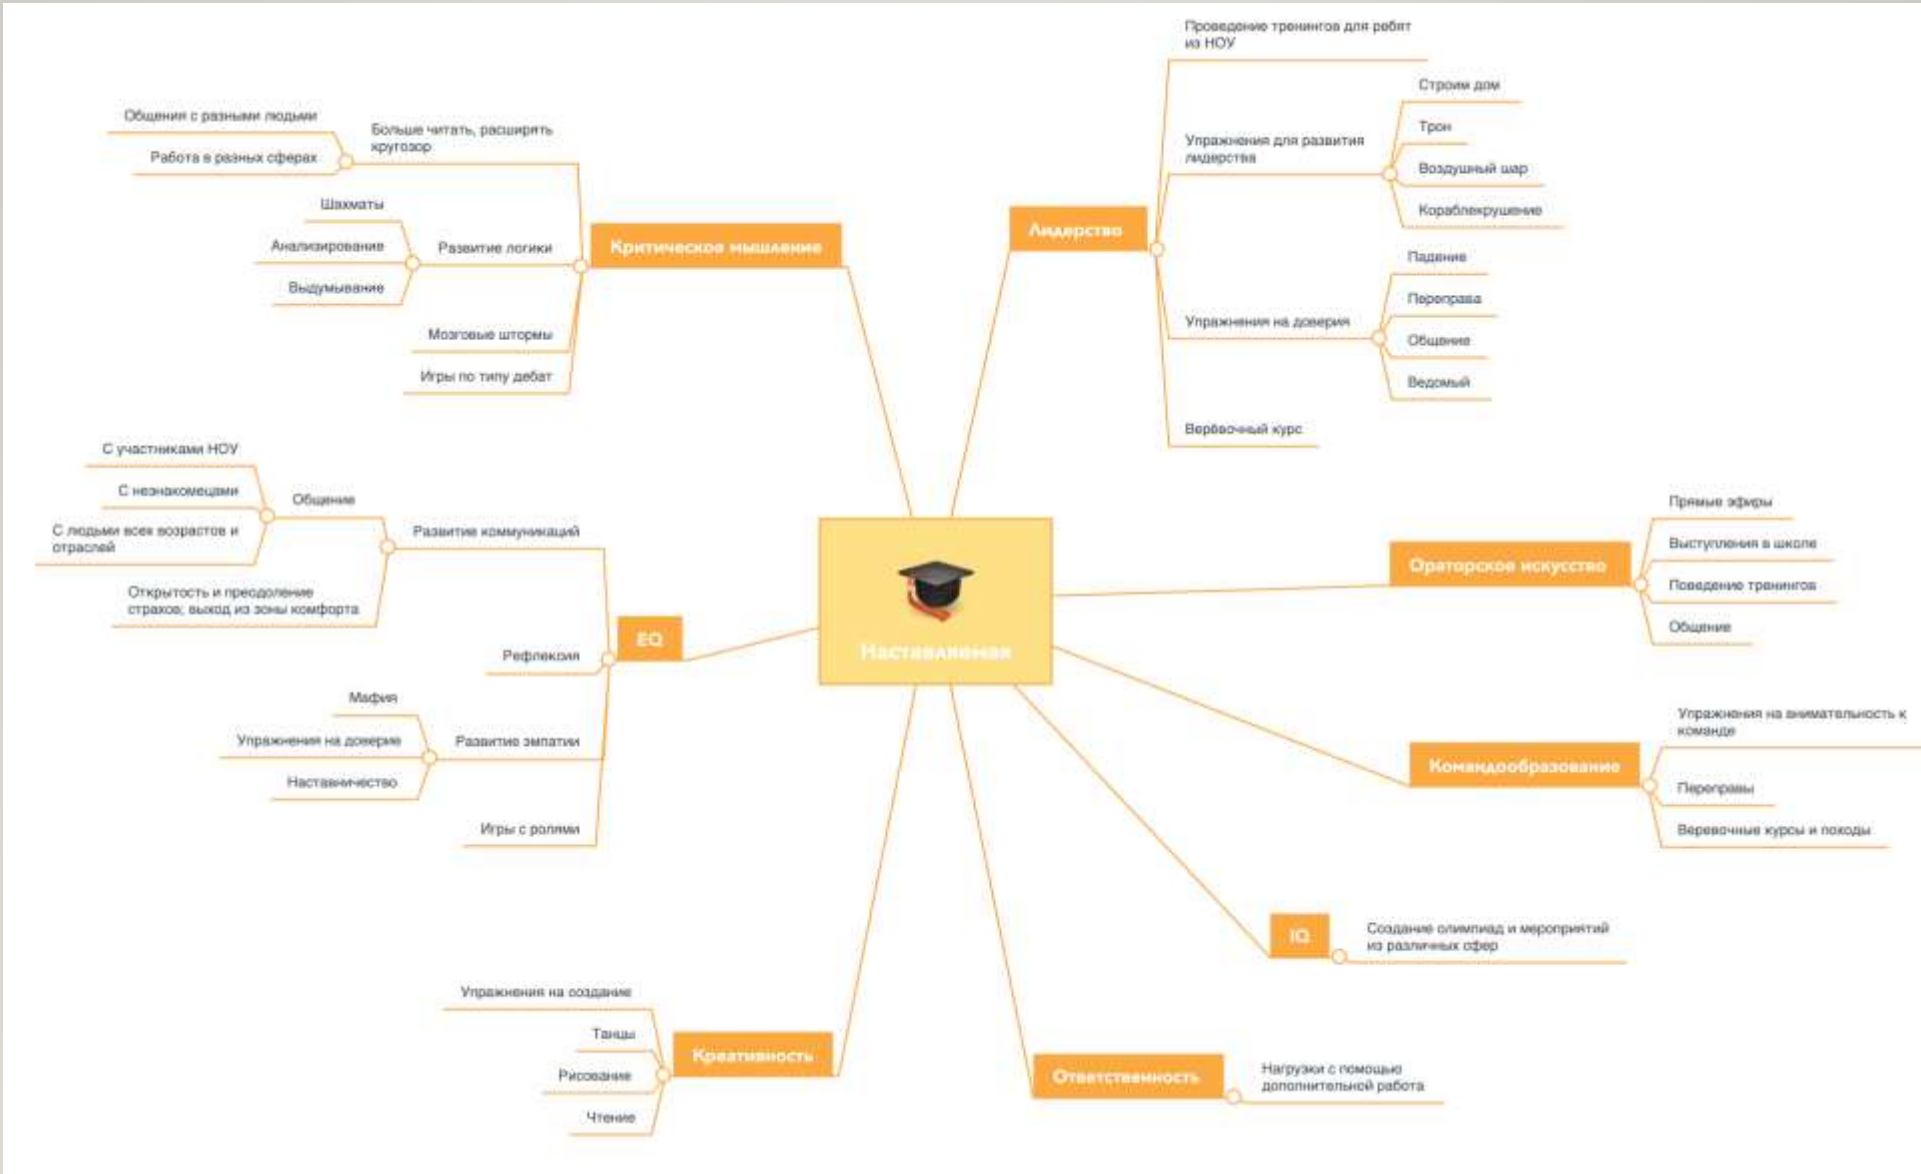 Проведение тренингов для ребят
из НОУ
Строим дом
Упражнения для развития
лидерства
Трон
Воздушный шар
Кораблекрушение
Лидерство
Падение
Переправа
Упражнения на доверия
Общение
Ведомый
Верёвочный курс
Общения с разными людьми
Больше читать, расширять
кругозор
Работа в разных сферах
Шахматы
Анализирование
Развитие логики
Выдумывание
Критическое мышление
Мозговые штормы
Игры по типу дебат
С участниками НОУ
С незнакомецами
Общение
С людьми всех возрастов и
отраслей
Развитие коммуникаций
Открытость и преодоление
страхов; выход из зоны комфорта
EQ
Рефлексия
Мафия
Упражнения на доверие
Развитие эмпатии
Наставничество
Игры с ролями
Наставляемая
Прямые эфиры
Выступления в школе
Ораторское искусство
Поведение тренингов
Общение
Упражнения на внимательность к
команде
Командообразование
Переправы
Веревочные курсы и походы
IQ
Создание олимпиад и мероприятий
из различных сфер
Упражнения на создание
Танцы
Креативность
Рисование
Чтение
Ответственность
Нагрузки с помощью
дополнительной работа